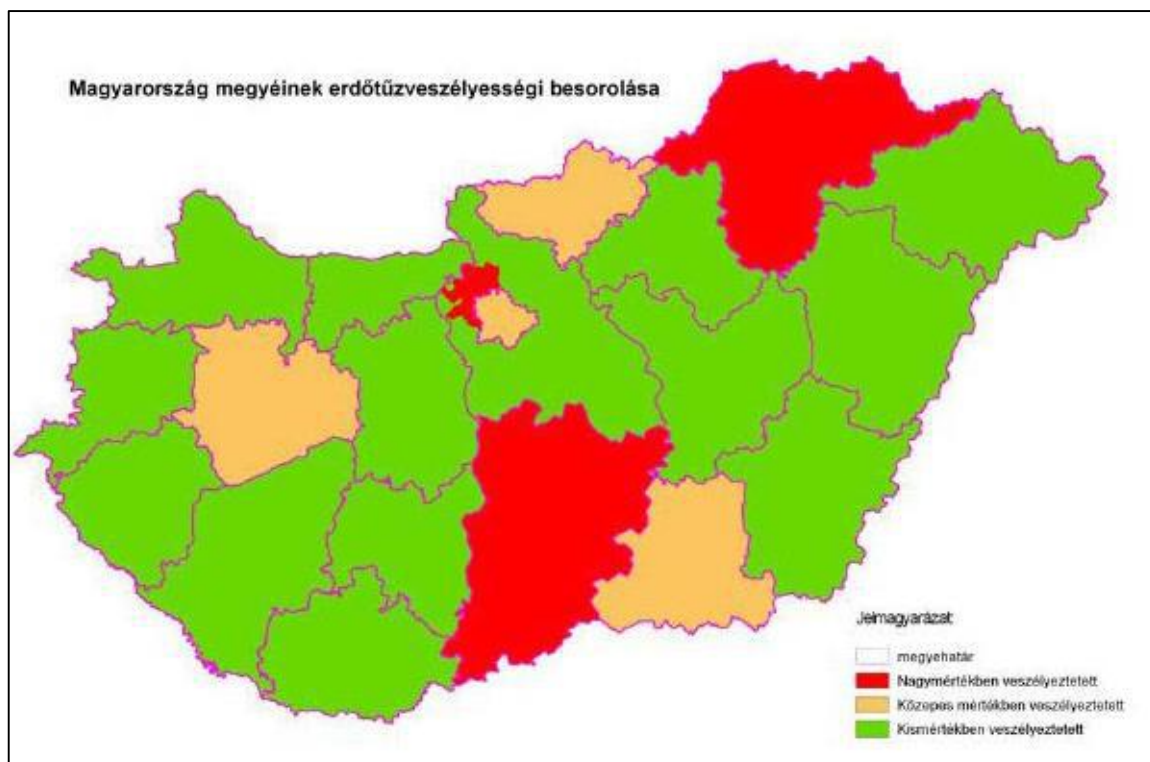 Magyarország megyéinek erdőtűzveszélyességi besorolása
Jelmagyarázat
megyehatár
Nagymértékben veszélyeztetett
Közepes mértékben veszélyeztetett
Kismértékben veszélyeztetett